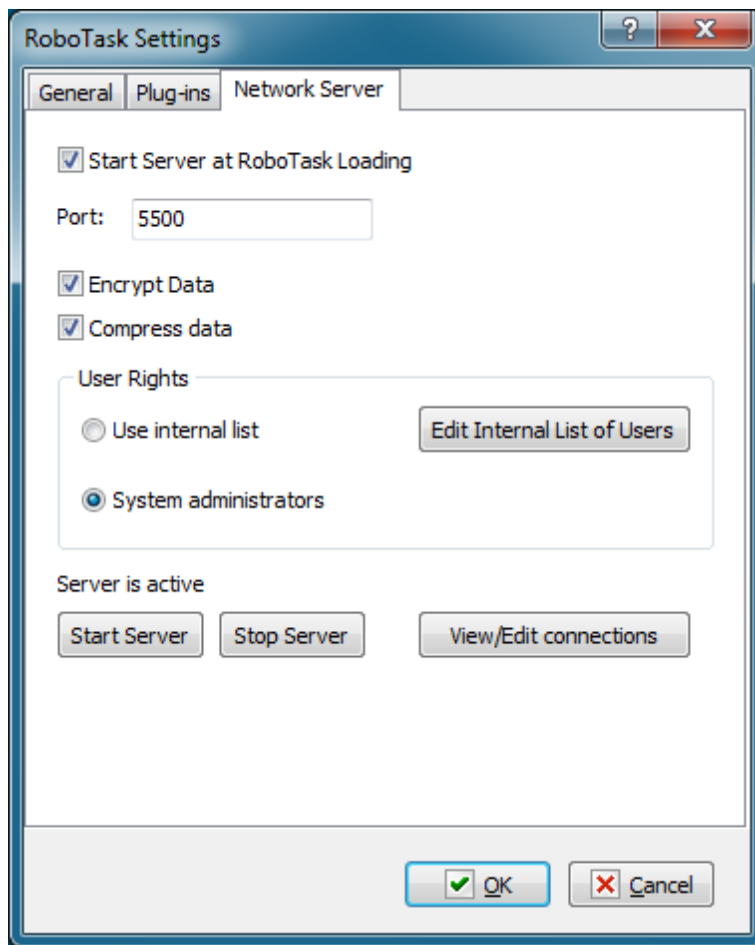 RoboTask Settings
General Plug-ins Network Server
Start Server at RoboTask Loading
Port: 5500
Encrypt Data
Compress data
User Rights
Use internal list Edit Internal List of Users
System administrators
Server is active
Start Server Stop Server View/Edit connections
OK Cancel